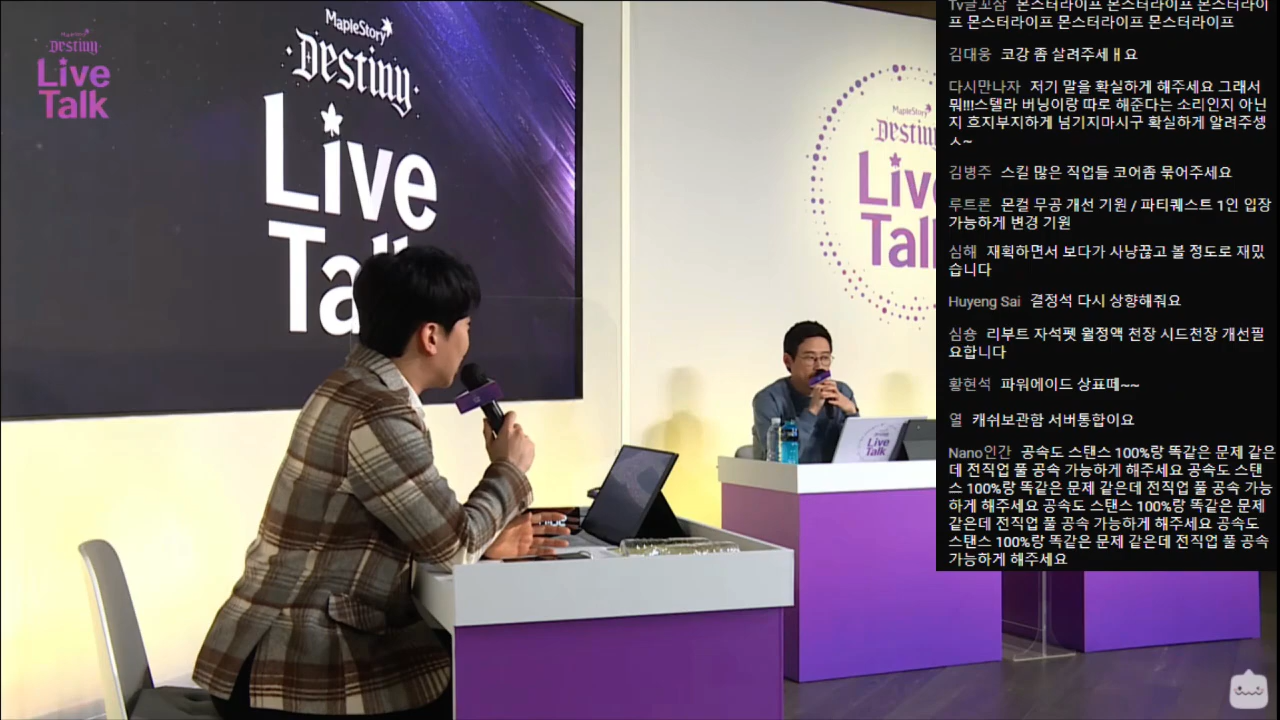 MapleStory
Destiny
Live
Talk
MapleStory
Destiny
Live
Ta
MapleStory
Destiny
Live
Tal
Live
Talk
Tv글꼬삼 몬스터라이프 몬스터라이프 몬스터라이
프 몬스터라이프 몬스터라이프 몬스터라이프
김대웅 코강 좀 살려주세ㅐ요
다시만나자 저기 말을 확실하게 해주세요 그래서
뭐!!!스텔라 버닝이랑 따로 해준다는 소리인지 아닌
지 흐지부지하게 넘기지마시구 확실하게 알려주셍
ㅅ~
김병주 스킬 많은 직업들 코어좀 묶어주세요
루트론 몬컬 무공 개선 기원 / 파티퀘스트 1인 입장
가능하게 변경 기원
심해 재획하면서 보다가 사냥끊고 볼 정도로 재밌
습니다
Huyeng Sai 결정석 다시 상향해줘요
심숑 리부트 자석펫 월정액 천장 시드천장 개선필
요합니다
황현석 파워에이드 상표떼~~
열 캐쉬보관함 서버통합이요
Nano인간 공속도 스탠스 100%랑 똑같은 문제 같은
데 전직업 풀 공속 가능하게 해주세요 공속도 스탠
스 100%랑 똑같은 문제 같은데 전직업 풀 공속 가능
하게 해주세요 공속도 스탠스 100%랑 똑같은 문제
같은데 전직업 풀 공속 가능하게 해주세요 공속도
스탠스 100%랑 똑같은 문제 같은데 전직업 풀 공속
가능하게 해주세요